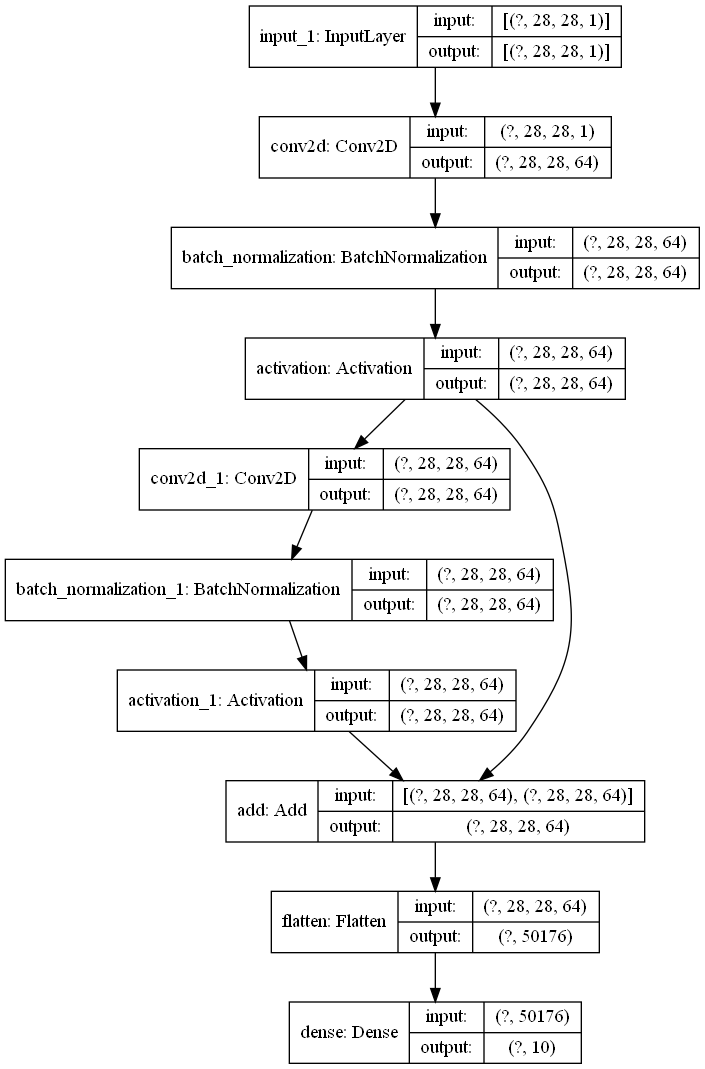 input_1: InputLayer
input:
[(?, 28, 28, 1)]
output:
[(?, 28, 28, 1)]
conv2d: Conv2D
input:
(?, 28, 28, 1)
output:
(?, 28, 28, 64)
batch_normalization: BatchNormalization
input:
(?, 28, 28, 64)
output:
(?, 28, 28, 64)
activation: Activation
input:
(?, 28, 28, 64)
output:
(?, 28, 28, 64)
conv2d_1: Conv2D
input:
(?, 28, 28, 64)
output:
(?, 28, 28, 64)
batch_normalization_1: BatchNormalization
input:
(?, 28, 28, 64)
output:
(?, 28, 28, 64)
activation_1: Activation
input:
(?, 28, 28, 64)
output:
(?, 28, 28, 64)
add: Add
input:
[(?, 28, 28, 64), (?, 28, 28, 64)]
output:
(?, 28, 28, 64)
flatten: Flatten
input:
(?, 28, 28, 64)
output:
(?, 50176)
dense: Dense
input:
(?, 50176)
output:
(?, 10)